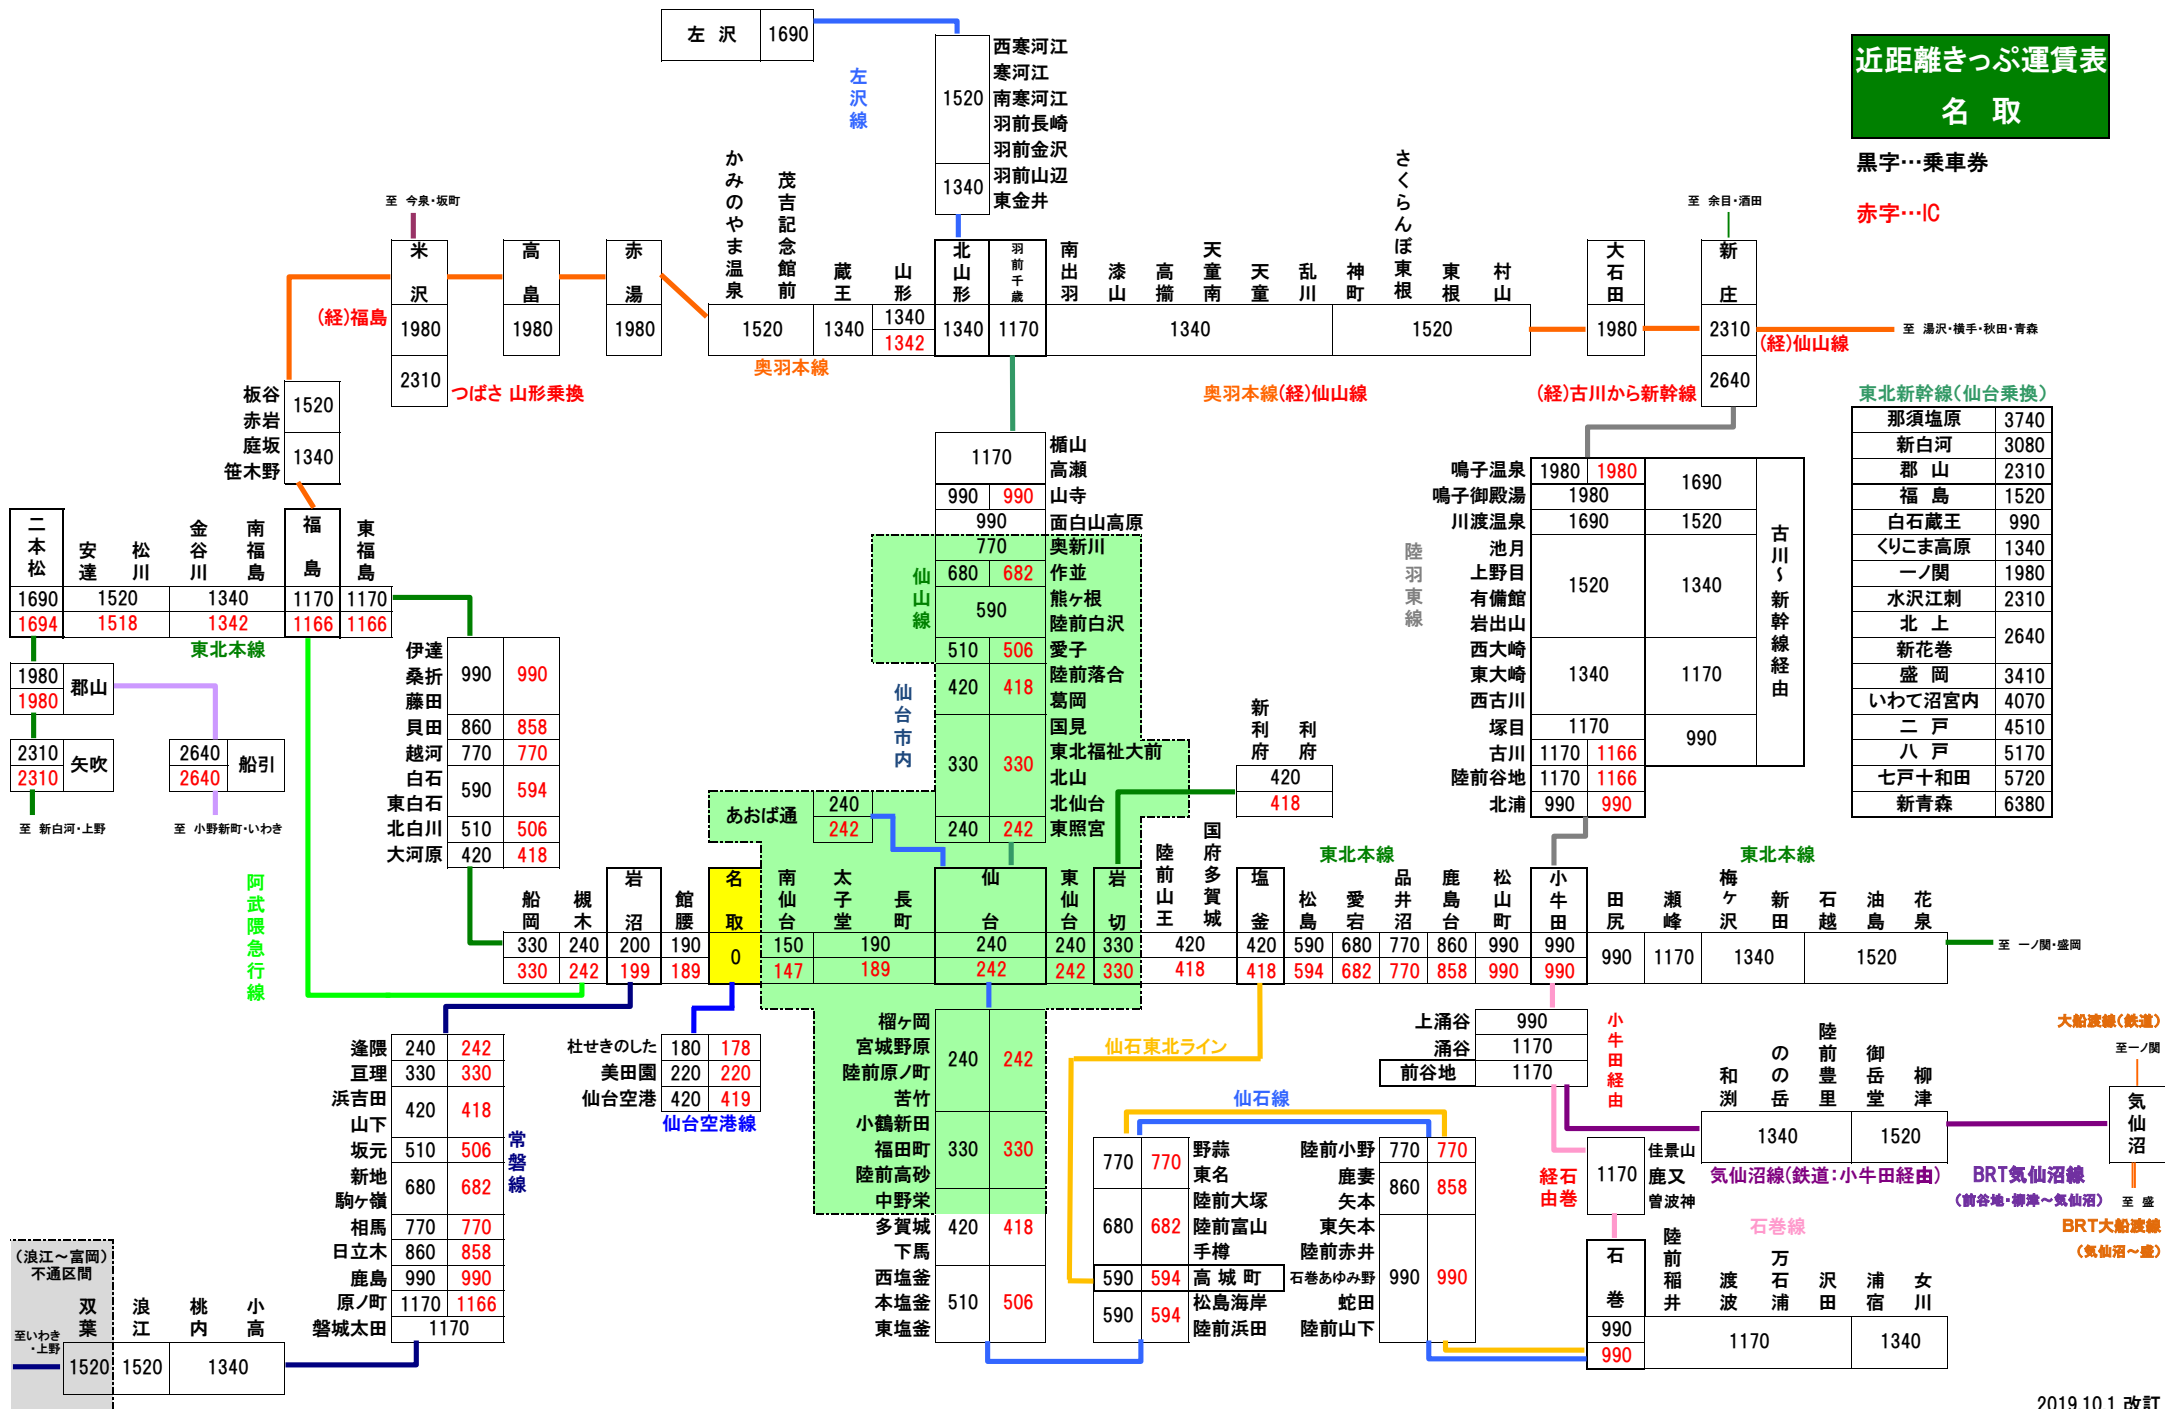 近距離きっぷ運賃表
名 取
黒字…乗車券
赤字…IC
左 沢 1690
左沢線
1520
西寒河江
寒河江
南寒河江
羽前長崎
羽前金沢
1340
羽前山辺
東金井
至 今泉・坂町
米沢
1980
2310
(経)福島
つばさ 山形乗換
高畠
1980
赤湯
1980
かみのやま温泉
茂吉記念館前
1520
蔵王
1340
山形
1340
1342
北山形
1340
羽前千歳
1170
南出羽
漆山
高擶
天童南
天童
乱川
1340
神町
さくらんぼ東根
東根
村山
1520
大石田
1980
至 余目・酒田
新庄
2310
2640
(経)仙山線
至 湯沢・横手・秋田・青森
奥羽本線
奥羽本線(経)仙山線
(経)古川から新幹線
板谷
赤岩
1520
庭坂
笹木野
1340
二本松
1690
1694
安達
松川
1520
1518
金谷川
南福島
1340
1342
福島
1170
1166
東福島
1170
1166
東北本線
1980
1980
郡山
2310
2310
矢吹
至 新白河・上野
2640
2640
船引
至 小野新町・いわき
伊達
桑折
藤田
990 990
貝田 860 858
越河 770 770
白石
東白石
590 594
北白川 510 506
大河原 420 418
阿武隈急行線
1170
楯山
高瀬
990 990 山寺
990 面白山高原
770 奥新川
680 682 作並
590
熊ヶ根
陸前白沢
510 506 愛子
420 418
陸前落合
葛岡
330 330
国見
東北福祉大前
北山
北仙台
240 242 東照宮
仙山線
仙台市内
あおば通
240
242
新利府
利府
420
418
陸羽東線
鳴子温泉 1980 1980
鳴子御殿湯 1980
1690
川渡温泉 1690 1520
池月
上野目
有備館
岩出山
1520 1340
西大崎
東大崎
西古川
1340 1170
塚目 1170
古川 1170 1166
990
陸前谷地 1170 1166
北浦 990 990
古川～新幹線経由
東北新幹線(仙台乗換)
那須塩原 3740
新白河 3080
郡 山 2310
福 島 1520
白石蔵王 990
くりこま高原 1340
一ノ関 1980
水沢江刺 2310
北 上
新花巻
2640
盛 岡 3410
いわて沼宮内 4070
二 戸 4510
八 戸 5170
七戸十和田 5720
新青森 6380
船岡
330
330
槻木
240
242
岩沼
200
199
館腰
190
189
名取
0
南仙台
150
147
太子堂
長町
190
189
仙台
240
242
東仙台
240
242
岩切
330
330
陸前山王
国府多賀城
420
418
塩釜
420
418
松島
590
594
愛宕
680
682
品井沼
770
770
鹿島台
860
858
松山町
990
990
小牛田
990
990
田尻
990
瀬峰
1170
梅ヶ沢
新田
1340
石越
油島
花泉
1520
東北本線
東北本線
至 一ノ関・盛岡
逢隈 240 242
亘理 330 330
浜吉田
山下
420 418
坂元 510 506
新地
駒ヶ嶺
680 682
相馬 770 770
日立木 860 858
鹿島 990 990
原ノ町 1170 1166
磐城太田 1170
常磐線
(浪江～富岡)
不通区間
至いわき
・上野
双葉
1520
浪江
1520
桃内
小高
1340
杜せきのした 180 178
美田園 220 220
仙台空港 420 419
仙台空港線
榴ヶ岡
宮城野原
陸前原ノ町
苦竹
240 242
小鶴新田
福田町
陸前高砂
330 330
中野栄
多賀城
下馬
420 418
西塩釜
本塩釜
東塩釜
510 506
仙石東北ライン
仙石線
770 770
野蒜
東名
680 682
陸前大塚
陸前富山
手樽
590 594 高 城 町
590 594
松島海岸
陸前浜田
陸前小野 770 770
鹿妻
矢本
860 858
東矢本
陸前赤井
石巻あゆみ野
蛇田
陸前山下
990 990
上涌谷 990
涌谷 1170
前谷地 1170
小牛田経由
石巻経由
1170
佳景山
鹿又
曽波神
石巻線
石巻
990
990
陸前稲井
渡波
万石浦
沢田
1170
浦宿
女川
1340
和渕
のの岳
陸前豊里
1340
御岳堂
柳津
1520
気仙沼線(鉄道:小牛田経由)
BRT気仙沼線
(前谷地・柳津～気仙沼)
大船渡線(鉄道)
至一ノ関
気仙沼
至 盛
BRT大船渡線
(気仙沼～盛)
2019.10.1 改訂